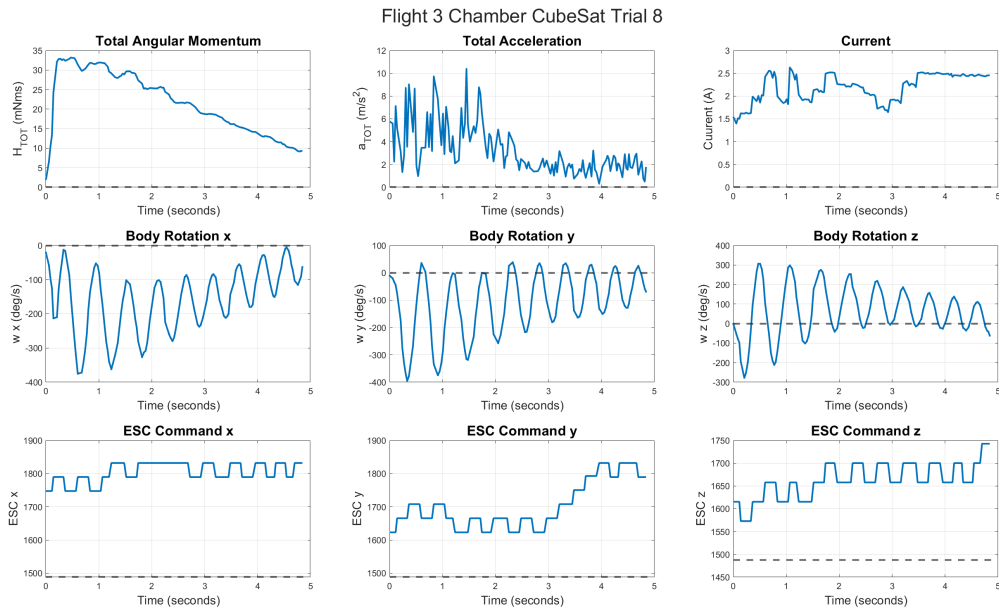 Flight 3 Chamber CubeSat Trial 8
Total Angular Momentum
H_TOT (mNms)
35
30
25
20
15
10
5
0
0 1 2 3 4 5
Time (seconds)
Total Acceleration
a_TOT (m/s²)
12
10
8
6
4
2
0
0 1 2 3 4 5
Time (seconds)
Current
Cuurent (A)
3
2.5
2
1.5
1
0.5
0
0 1 2 3 4 5
Time (seconds)
Body Rotation x
w x (deg/s)
0
-100
-200
-300
-400
0 1 2 3 4 5
Time (seconds)
Body Rotation y
w y (deg/s)
100
0
-100
-200
-300
-400
0 1 2 3 4 5
Time (seconds)
Body Rotation z
w z (deg/s)
400
300
200
100
0
-100
-200
-300
0 1 2 3 4 5
Time (seconds)
ESC Command x
ESC x
1900
1800
1700
1600
1500
0 1 2 3 4 5
Time (seconds)
ESC Command y
ESC y
1900
1800
1700
1600
1500
0 1 2 3 4 5
Time (seconds)
ESC Command z
ESC z
1750
1700
1650
1600
1550
1500
1450
0 1 2 3 4 5
Time (seconds)